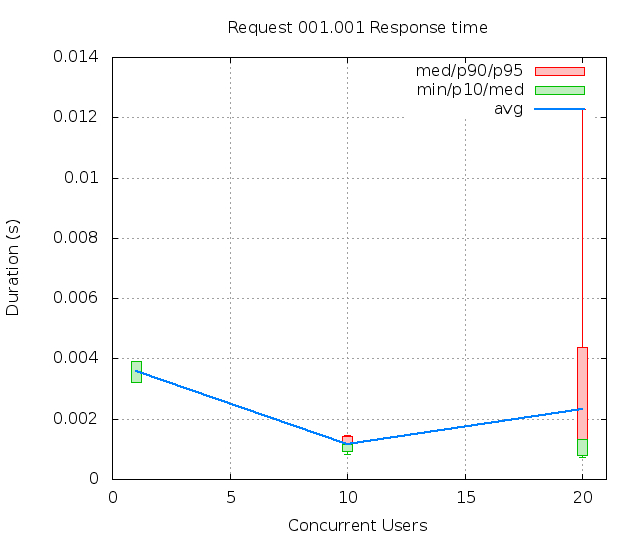 Request 001.001 Response time
0.014
0.012
0.01
0.008
0.006
0.004
0.002
0
Duration (s)
med/p90/p95
min/p10/med
avg
0 5 10 15 20
Concurrent Users